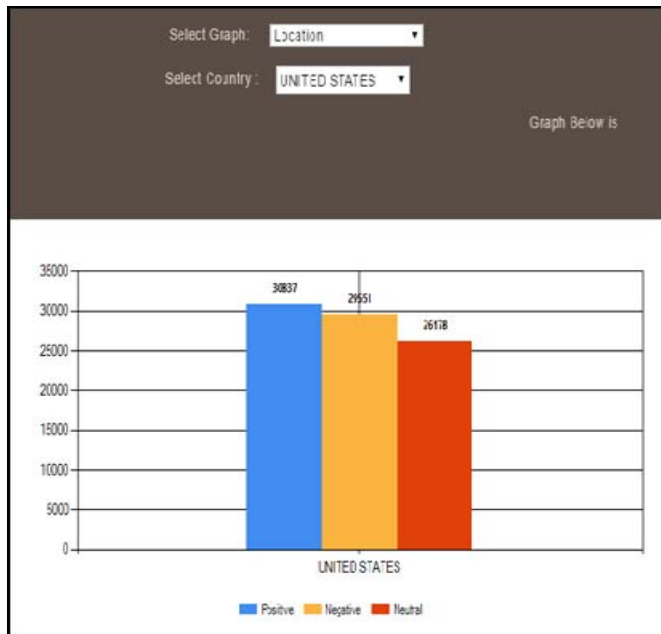 Select Graph: Location
Select Country : UNITED STATES
Graph Below is
35000
30000
25000
20000
15000
10000
5000
0
30837
29551
26178
UNITED STATES
Positive Negative Neutral